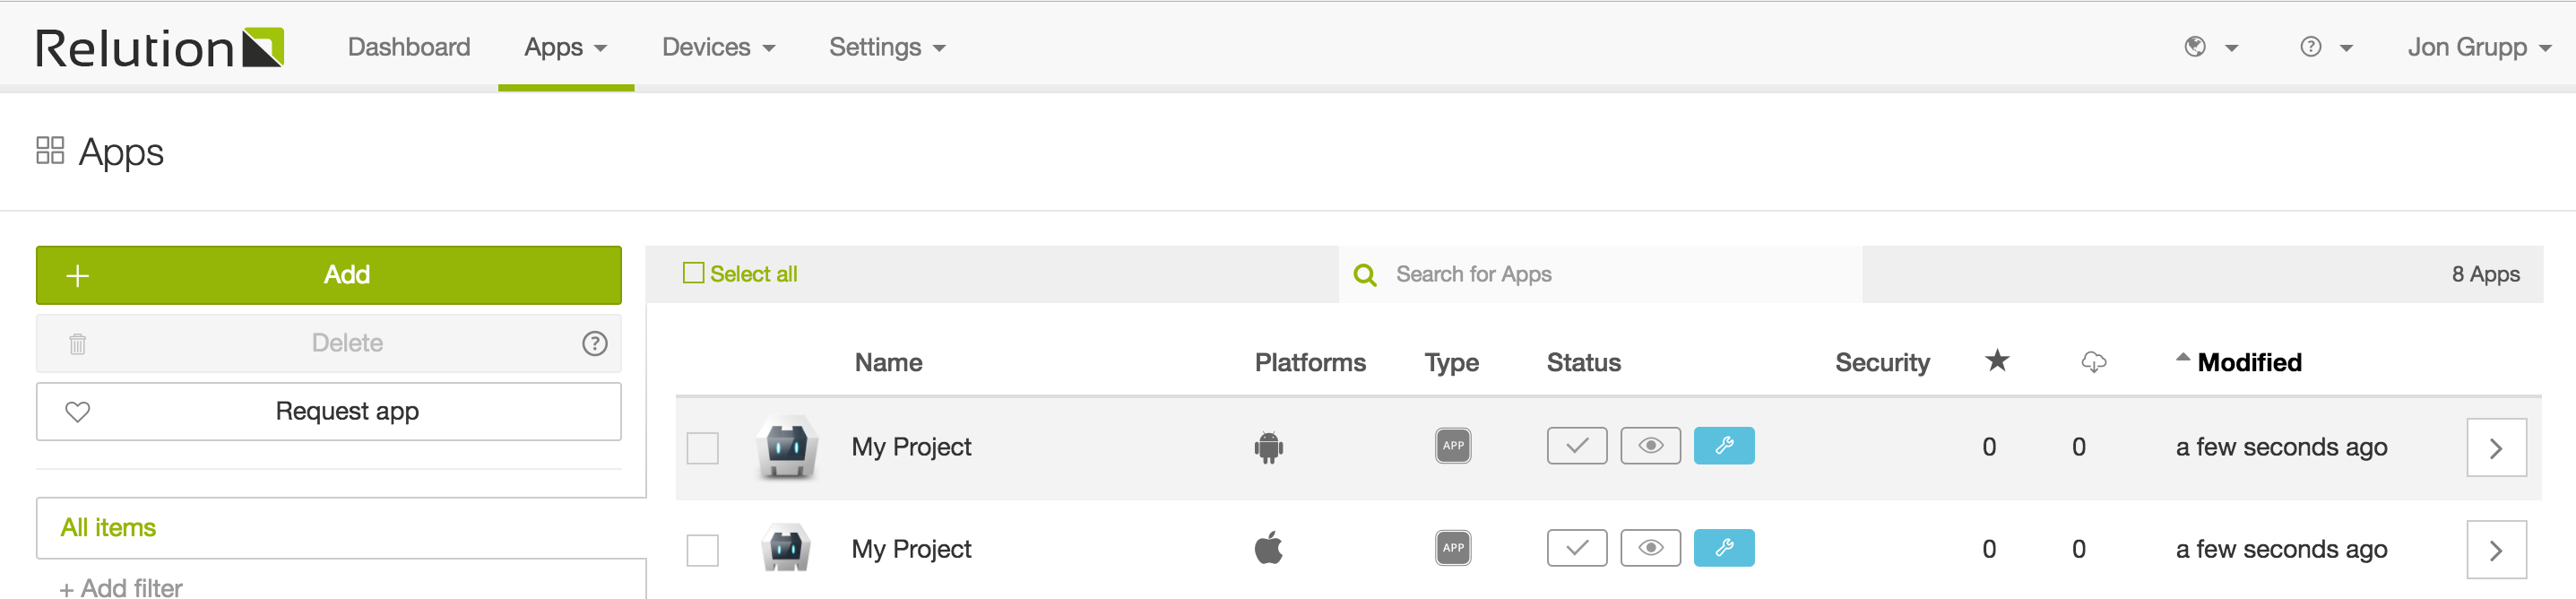 Relution Dashboard Apps Devices Settings Jon Grupp
Apps
Add
Delete
Request app
All items
+ Add filter
Select all Search for Apps 8 Apps
Name Platforms Type Status Security Modified
My Project APP 0 0 a few seconds ago
My Project APP 0 0 a few seconds ago